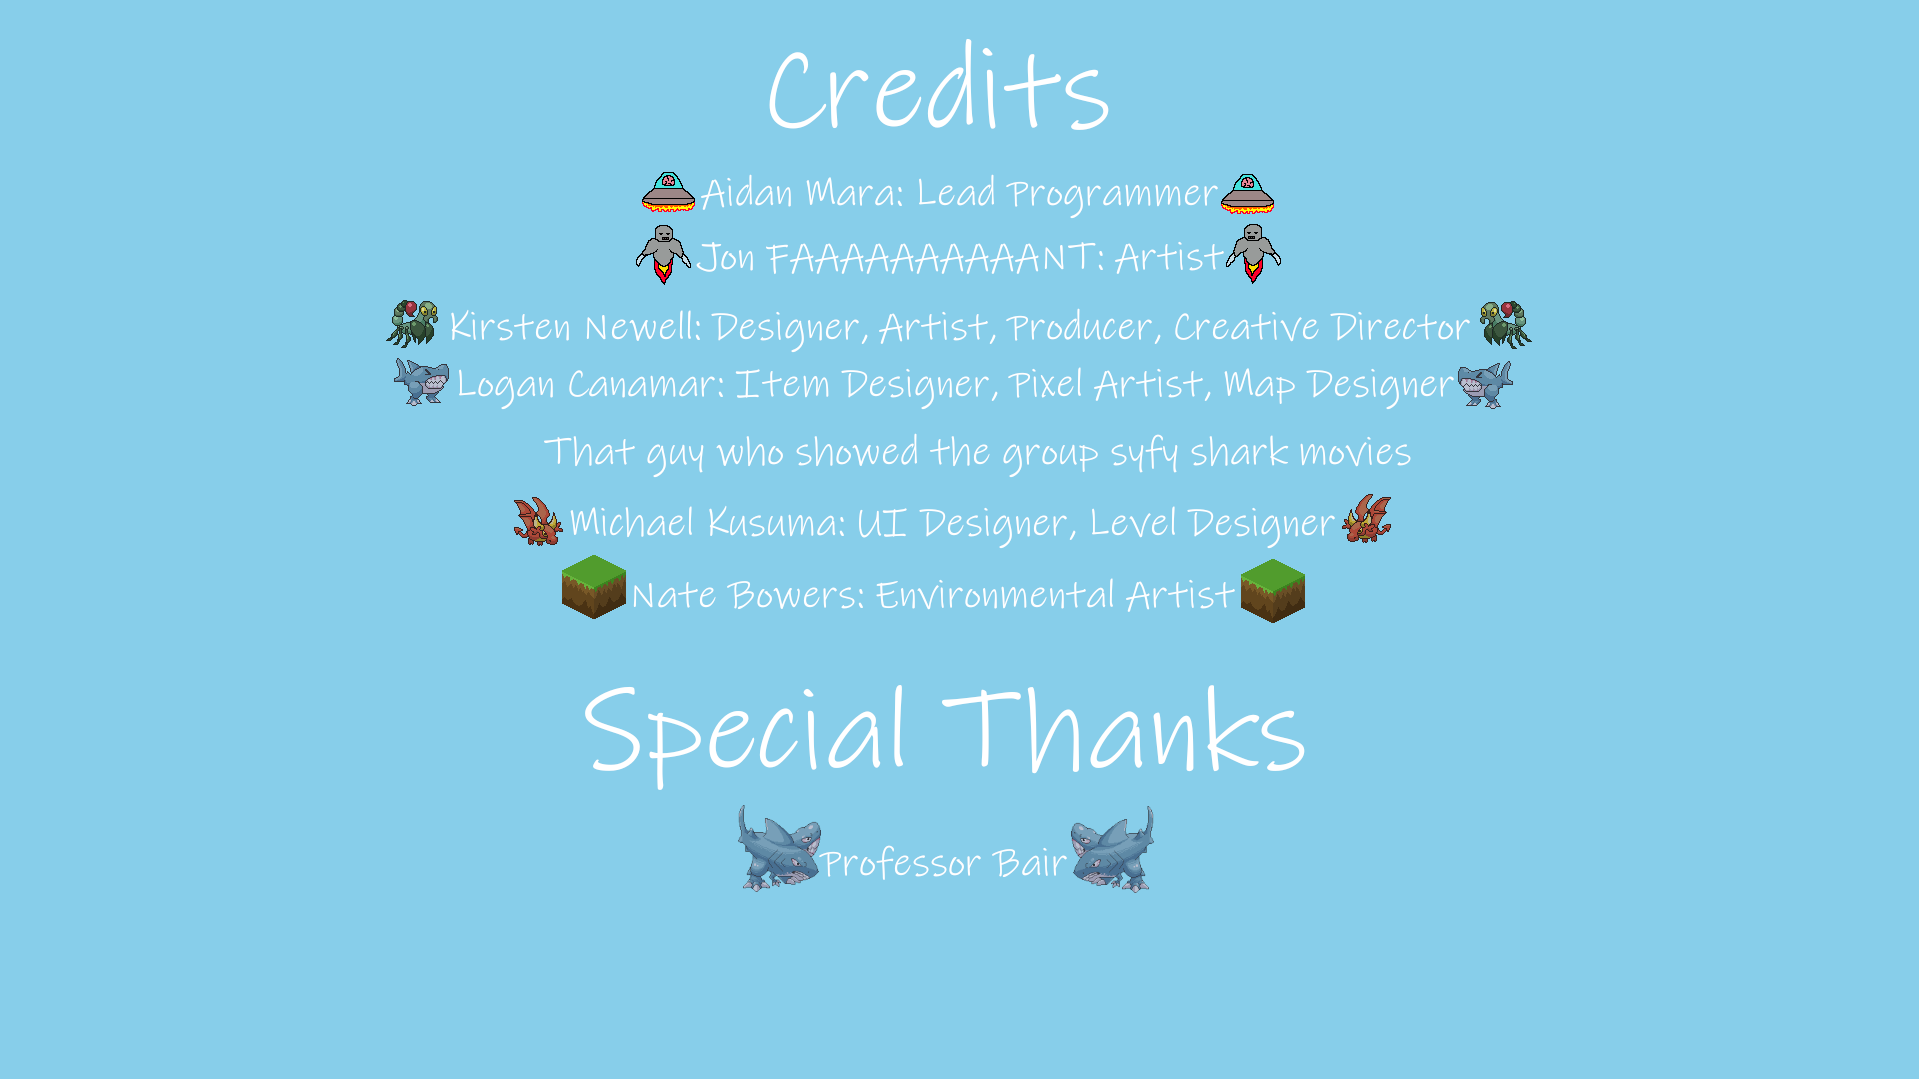 Credits
Aidan Mara: Lead Programmer
Jon FAAAAAAAAAANT: Artist
Kirsten Newell: Designer, Artist, Producer, Creative Director
Logan Canamar: Item Designer, Pixel Artist, Map Designer
That guy who showed the group syfy shark movies
Michael Kusuma: UI Designer, Level Designer
Nate Bowers: Environmental Artist
Special Thanks
Professor Bair